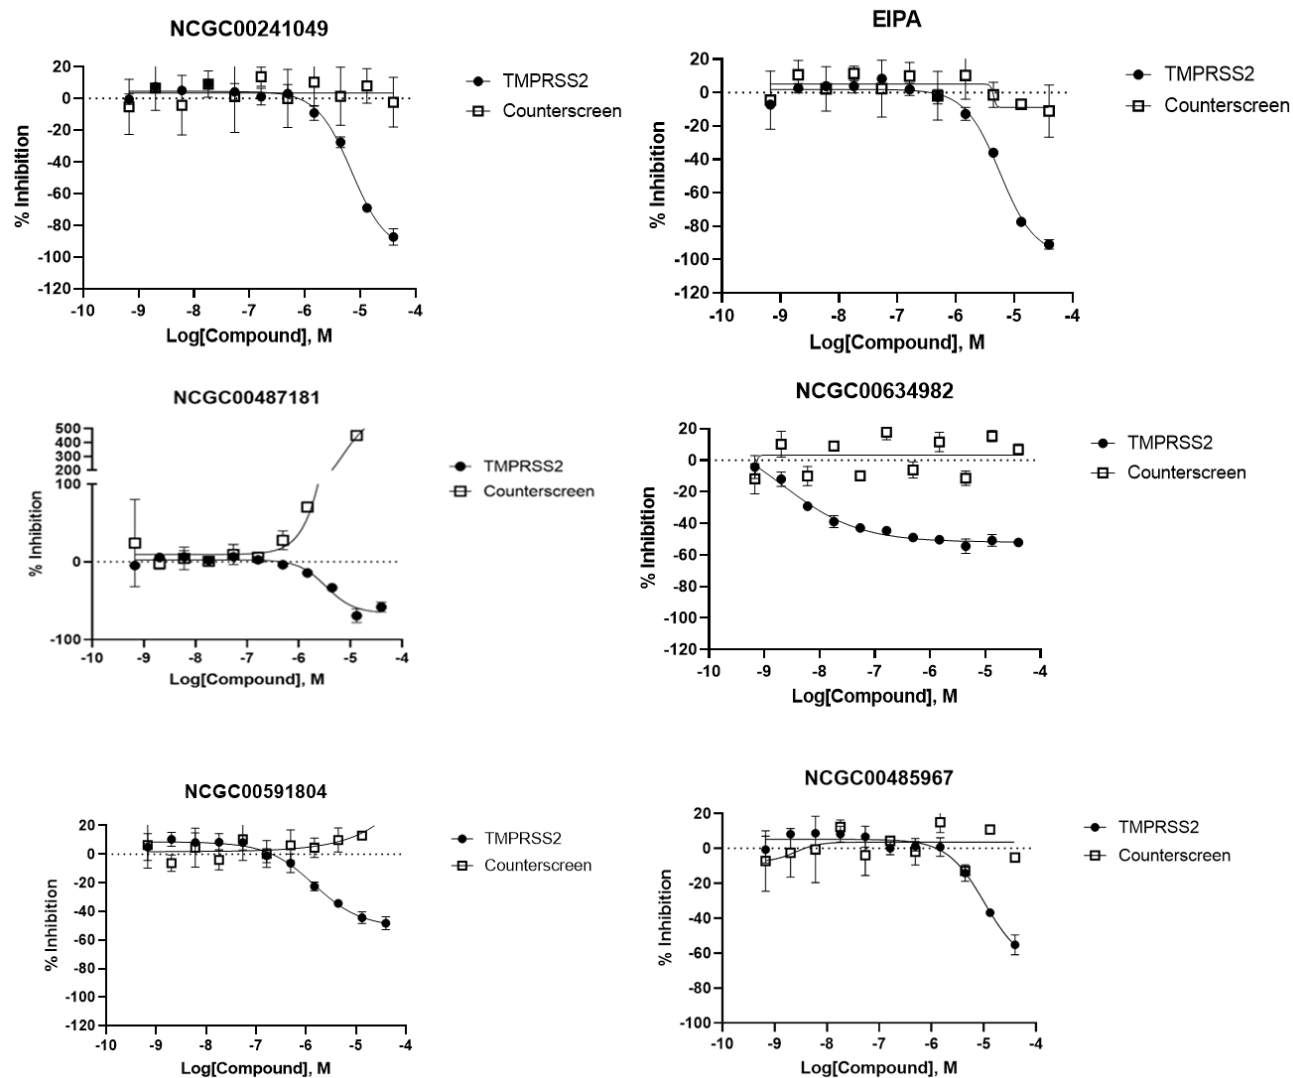 NCGC00241049
20
0
-20
-40
-60
-80
-100
-120
% Inhibition
-10 -9 -8 -7 -6 -5 -4
Log[Compound], M
TMPRSS2
Counterscreen
EIPA
20
0
-20
-40
-60
-80
-100
-120
% Inhibition
-10 -9 -8 -7 -6 -5 -4
Log[Compound], M
TMPRSS2
Counterscreen
NCGC00487181
500
400
300
200
100
0
-100
% Inhibition
-10 -9 -8 -7 -6 -5 -4
Log[Compound], M
TMPRSS2
Counterscreen
NCGC00634982
20
0
-20
-40
-60
-80
-100
-120
% Inhibition
-10 -9 -8 -7 -6 -5 -4
Log[Compound], M
TMPRSS2
Counterscreen
NCGC00591804
20
0
-20
-40
-60
-80
-100
-120
% Inhibition
-10 -9 -8 -7 -6 -5 -4
Log[Compound], M
TMPRSS2
Counterscreen
NCGC00485967
20
0
-20
-40
-60
-80
-100
% Inhibition
-10 -9 -8 -7 -6 -5 -4
Log[Compound], M
TMPRSS2
Counterscreen